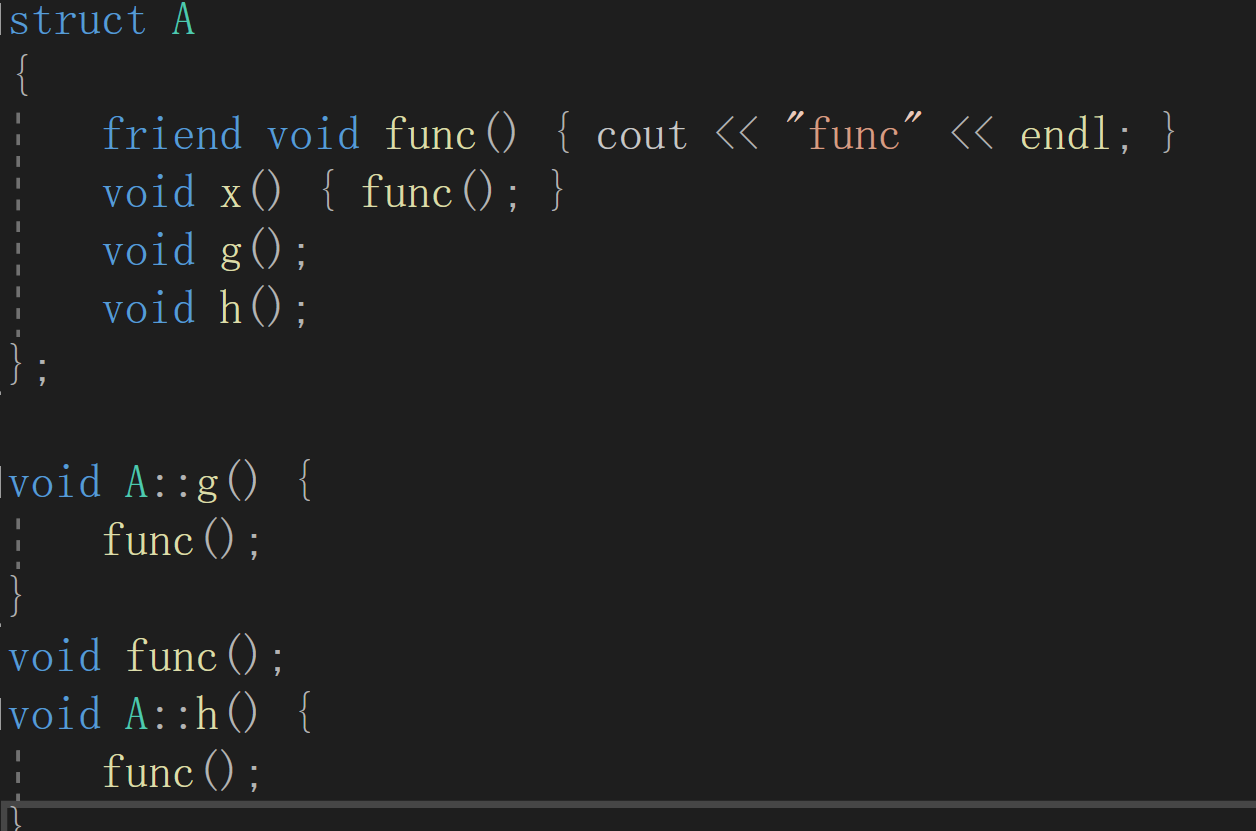 struct A
{
    friend void func() { cout << "func" << endl; }
    void x() { func(); }
    void g();
    void h();
};
void A::g() {
    func();
}
void func();
void A::h() {
    func();
}